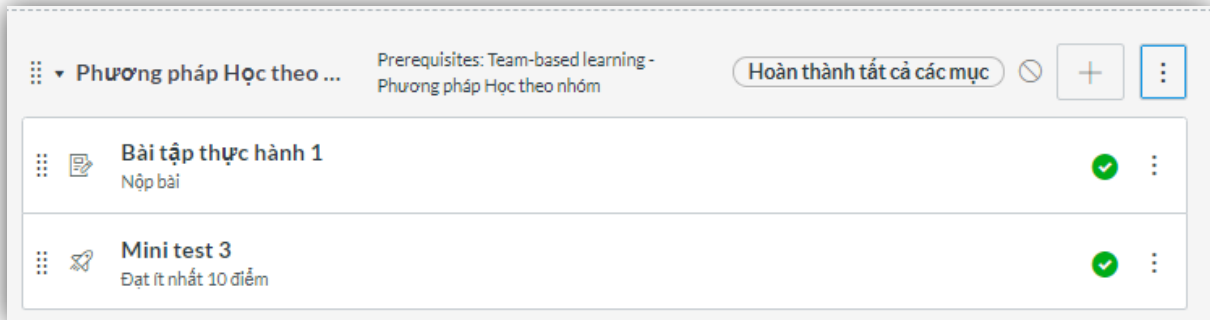 Phương pháp Học theo ...
Prerequisites: Team-based learning -
Phương pháp Học theo nhóm
Hoàn thành tất cả các mục
Bài tập thực hành 1
Nộp bài
Mini test 3
Đạt ít nhất 10 điểm